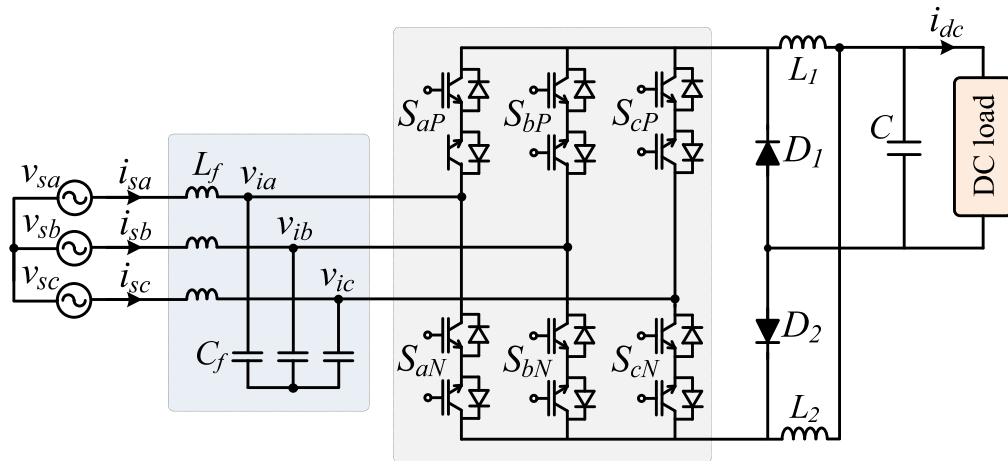 i_dc
L_1
S_aP
S_bP
S_cP
C
D_1
DC load
L_f
v_sa
i_sa
v_ia
v_sb
i_sb
v_ib
v_sc
i_sc
v_ic
C_f
S_aN
S_bN
S_cN
D_2
L_2